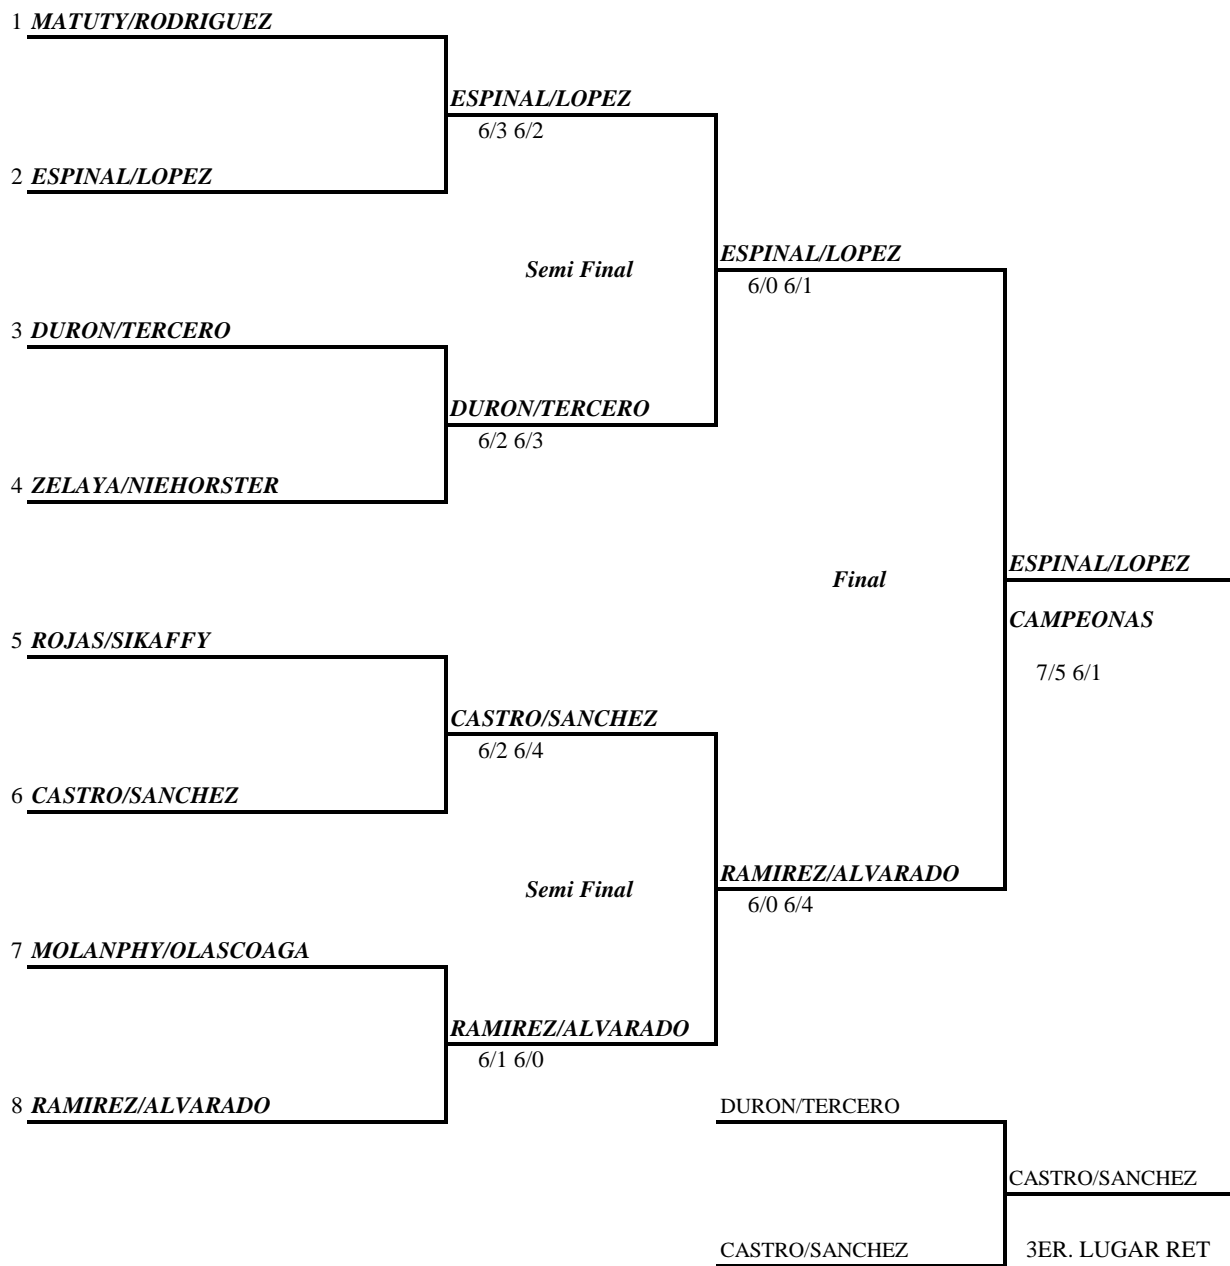 1 MATUTY/RODRIGUEZ
ESPINAL/LOPEZ
6/3 6/2
2 ESPINAL/LOPEZ
ESPINAL/LOPEZ
Semi Final
6/0 6/1
3 DURON/TERCERO
DURON/TERCERO
6/2 6/3
4 ZELAYA/NIEHORSTER
ESPINAL/LOPEZ
Final
CAMPEONAS
5 ROJAS/SIKAFFY
7/5 6/1
CASTRO/SANCHEZ
6/2 6/4
6 CASTRO/SANCHEZ
RAMIREZ/ALVARADO
Semi Final
6/0 6/4
7 MOLANPHY/OLASCOAGA
RAMIREZ/ALVARADO
6/1 6/0
8 RAMIREZ/ALVARADO
DURON/TERCERO
CASTRO/SANCHEZ
CASTRO/SANCHEZ
3ER. LUGAR RET